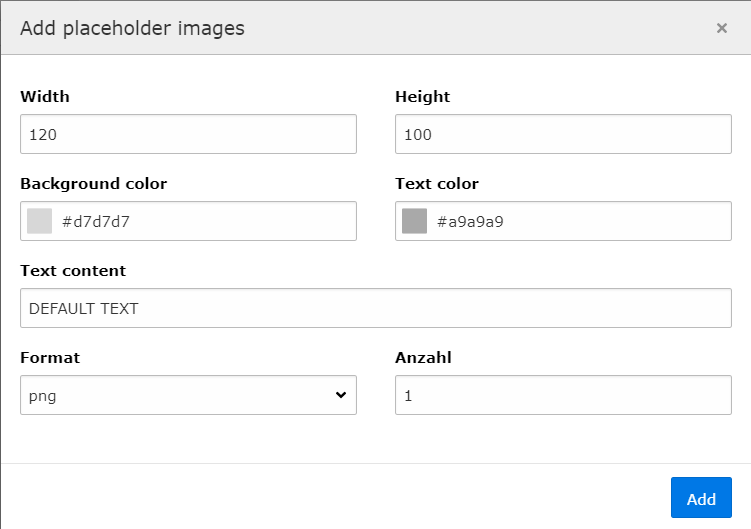 Add placeholder images ×
Width Height
120 100
Background color Text color
#d7d7d7 #a9a9a9
Text content
DEFAULT TEXT
Format Anzahl
png 1
Add